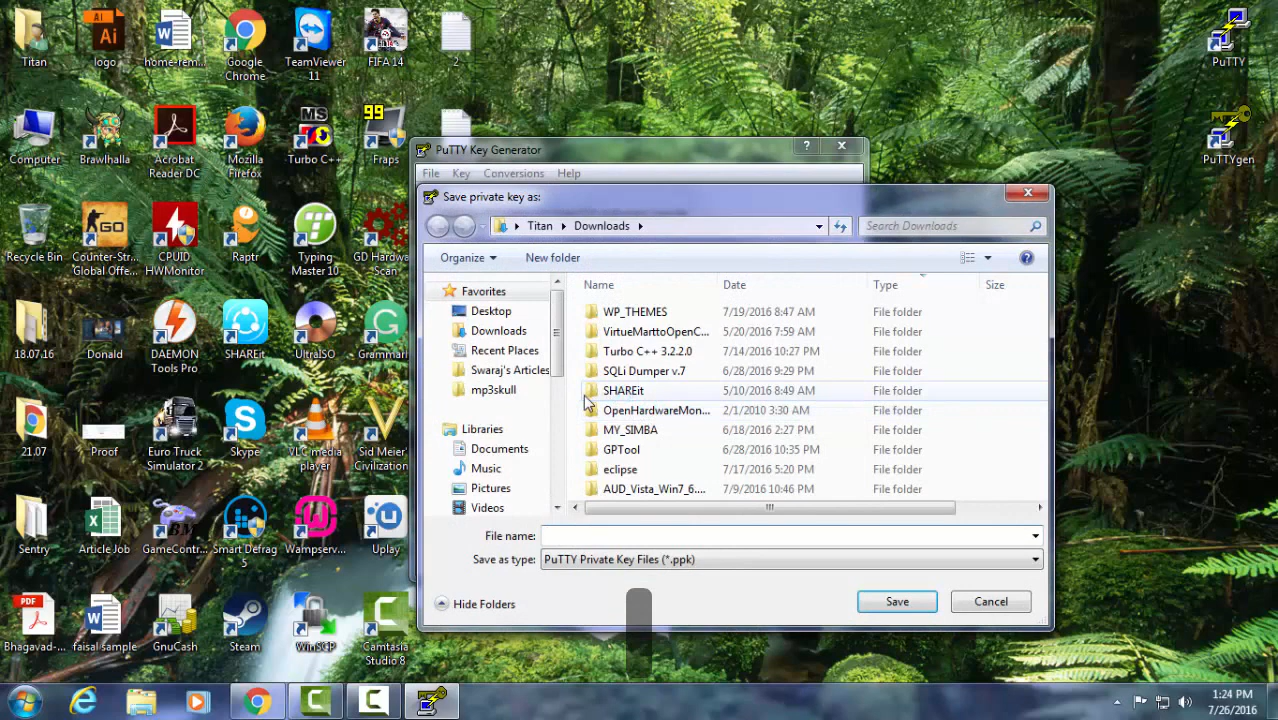 Titan
logo
home-rem...
Google Chrome
TeamViewer 11
FIFA 14
2
PuTTY
Computer
Brawlhalla
Acrobat Reader DC
Mozilla Firefox
MS
Turbo C++
99
Fraps
PuTTYgen
Recycle Bin
GO
Counter-Str... Global Offe...
CPUID HWMonitor
Raptr
Typing Master 10
GD Hardwa... Scan
18.07.16
Donald
DAEMON Tools Pro
SHAREit
UltraISO
Grammarl
21.07
Proof
Euro Truck Simulator 2
Skype
VLC media player
Sid Meier' Civilization
Sentry
Article Job
BM
GameContr...
Smart Defrag 5
Wampserv...
Uplay
PDF
Bhagavad-...
faisal sample
GnuCash
Steam
WinSCP
Camtasia Studio 8
PuTTY Key Generator
File Key Conversions Help
Save private key as:
Titan Downloads
Search Downloads
Organize New folder
Favorites
Desktop
Downloads
Recent Places
Swaraj's Articles
mp3skull
Libraries
Documents
Music
Pictures
Videos
Name Date Type Size
WP_THEMES 7/19/2016 8:47 AM File folder
VirtueMarttoOpenC... 5/20/2016 7:59 AM File folder
Turbo C++ 3.2.2.0 7/14/2016 10:27 PM File folder
SQLi Dumper v.7 6/28/2016 9:29 PM File folder
SHAREit 5/10/2016 8:49 AM File folder
OpenHardwareMon... 2/1/2010 3:30 AM File folder
MY_SIMBA 6/18/2016 2:27 PM File folder
GPTool 6/28/2016 10:35 PM File folder
eclipse 7/17/2016 5:20 PM File folder
AUD_Vista_Win7_6.... 7/9/2016 10:46 PM File folder
File name:
Save as type: PuTTY Private Key Files (*.ppk)
Hide Folders
Save Cancel
1:24 PM
7/26/2016